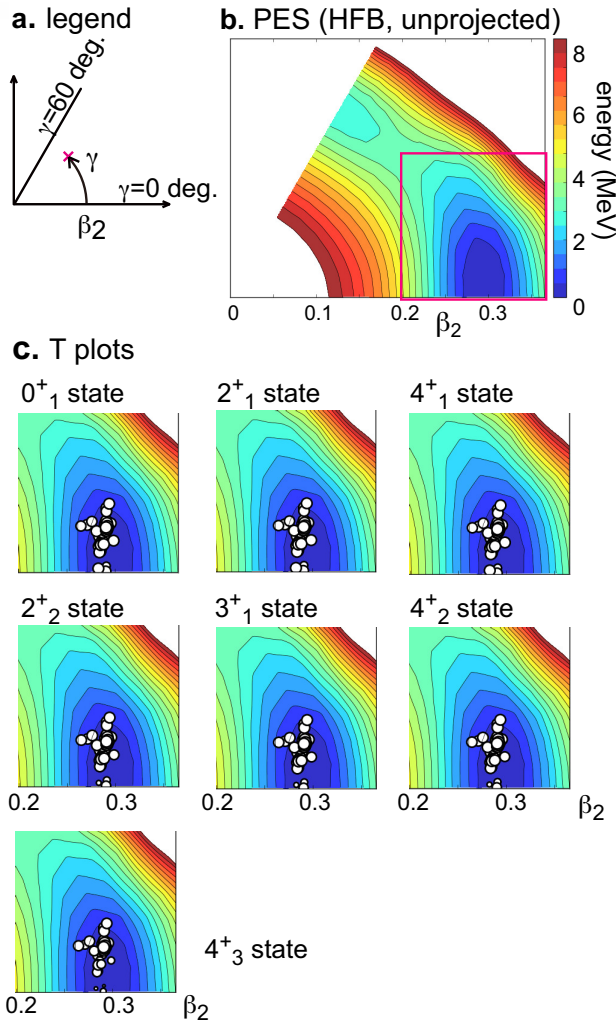 a. legend
γ=60 deg.
γ
γ=0 deg.
β2
b. PES (HFB, unprojected)
8
6
4
2
0
energy (MeV)
0 0.1 0.2 0.3
β2
c. T plots
0+1 state 2+1 state 4+1 state
2+2 state 3+1 state 4+2 state
0.2 0.3 0.2 0.3 0.2 0.3 β2
4+3 state
0.2 0.3 β2